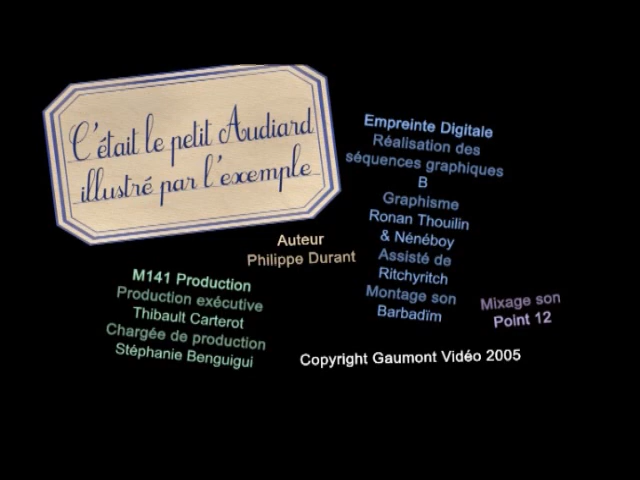 C'était le petit Audiard
illustré par l'exemple
Auteur
Philippe Durant
M141 Production
Production exécutive
Thibault Carterot
Chargée de production
Stéphanie Benguigui
Empreinte Digitale
Réalisation des
séquences graphiques
B
Graphisme
Ronan Thouilin
& Nénéboy
Assisté de
Ritchyritch
Montage son
Barbadïm
Mixage son
Point 12
Copyright Gaumont Vidéo 2005